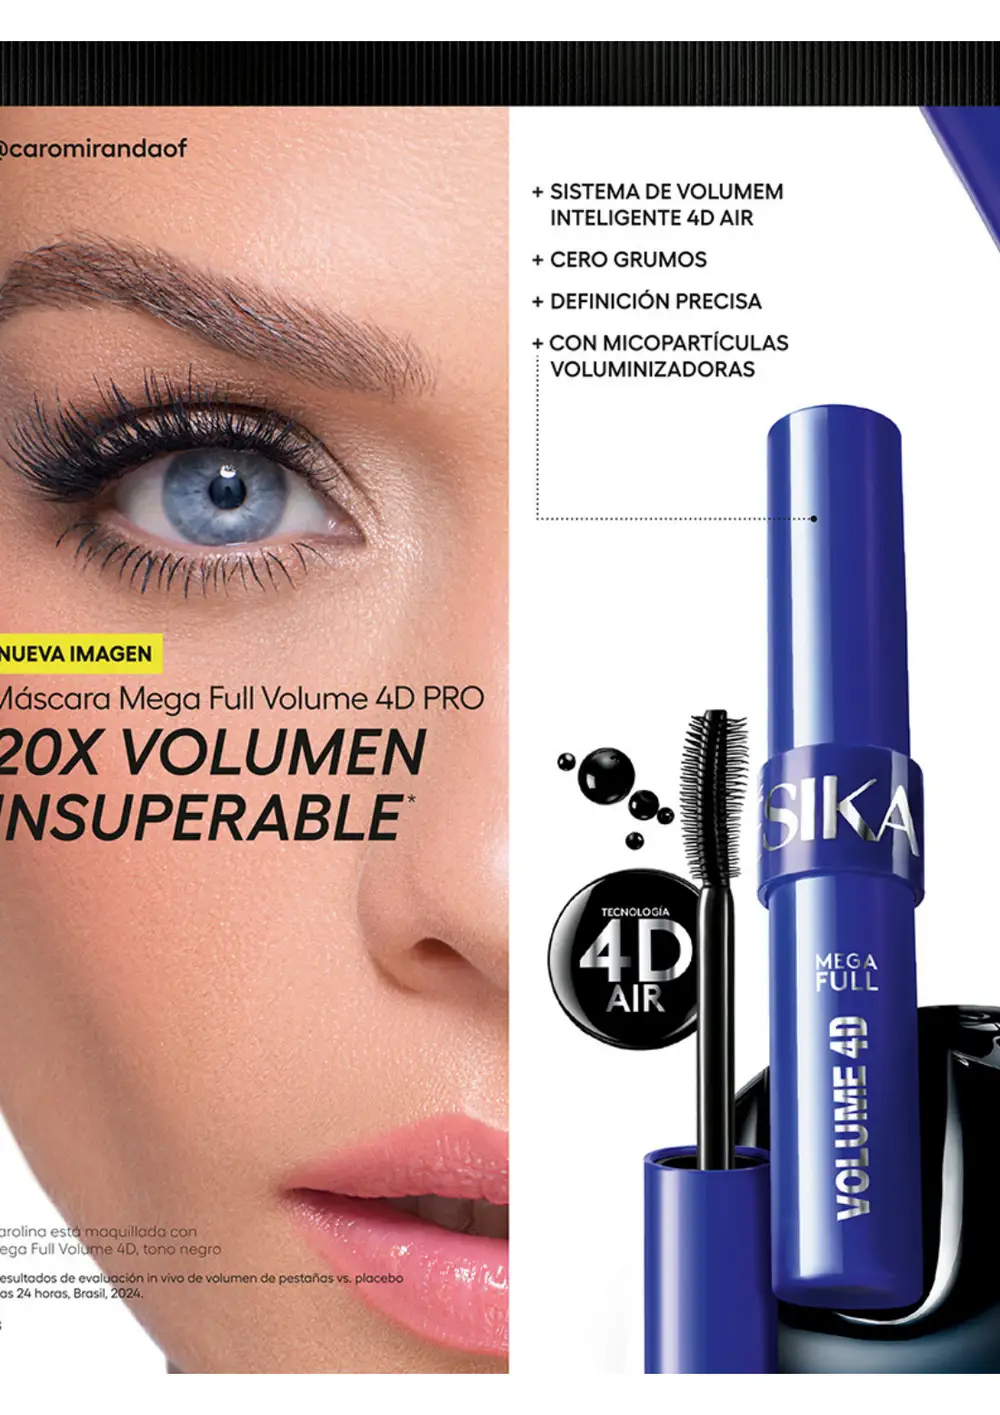 @caromirandaof
+ SISTEMA DE VOLUMEM
INTELIGENTE 4D AIR
+ CERO GRUMOS
+ DEFINICIÓN PRECISA
+ CON MICOPARTÍCULAS
VOLUMINIZADORAS
NUEVA IMAGEN
Máscara Mega Full Volume 4D PRO
20X VOLUMEN
INSUPERABLE*
TECNOLOGÍA
4D
AIR
SIKA
MEGA
FULL
VOLUME 4D
arolina está maquillada con
ega Full Volume 4D, tono negro
esultados de evaluación in vivo de volumen de pestañas vs. placebo
as 24 horas, Brasil, 2024.